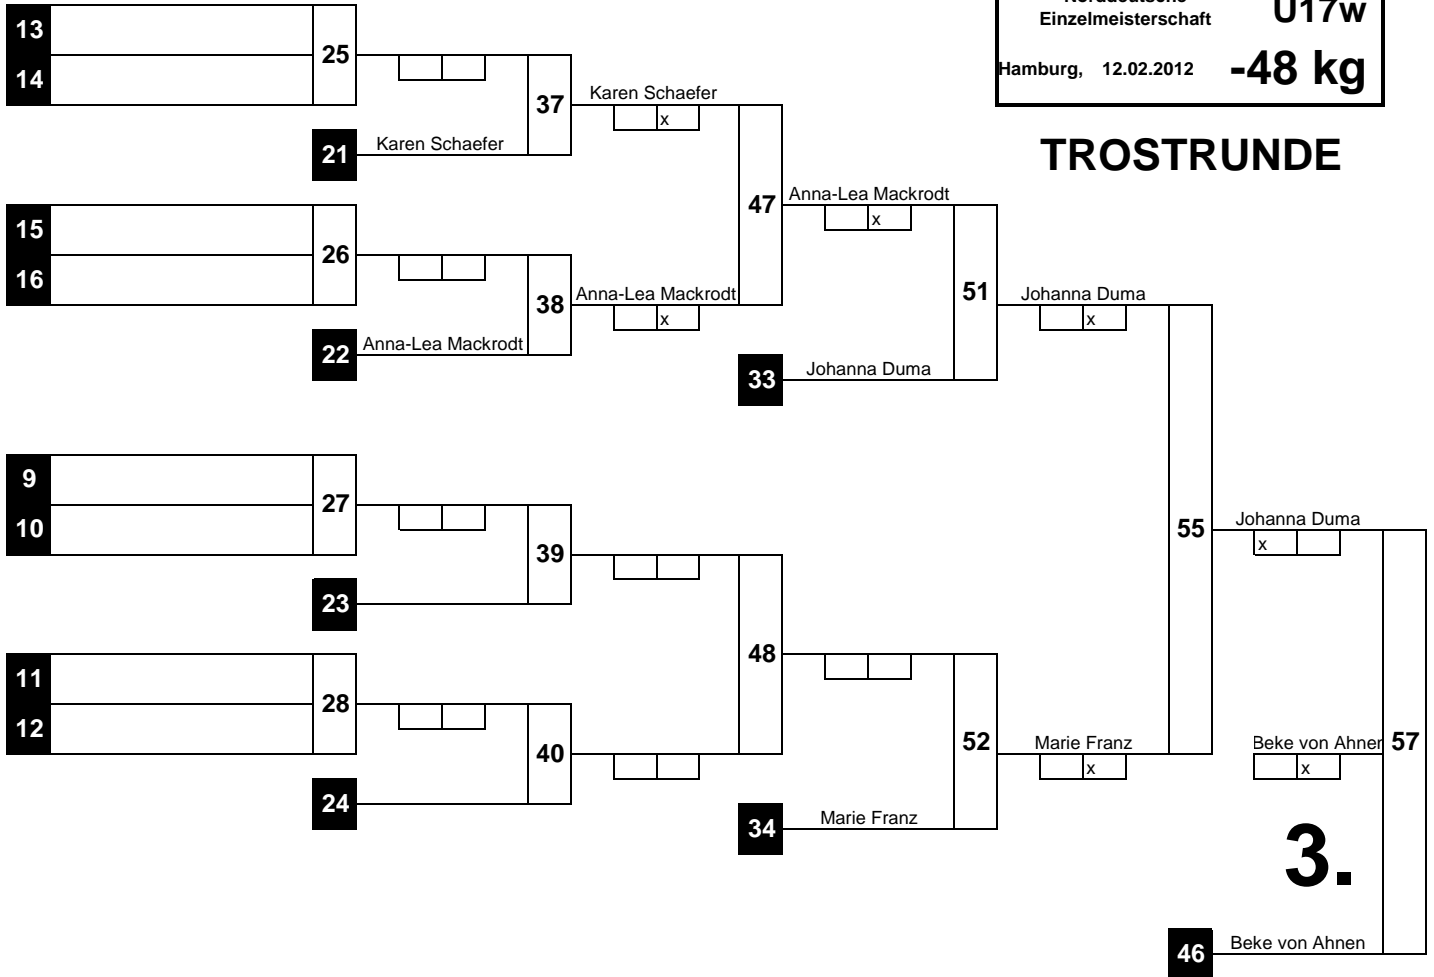 Norddeutsche
Einzelmeisterschaft
U17w
Hamburg, 12.02.2012
-48 kg
TROSTRUNDE
13
14
25
21
Karen Schaefer
37
Karen Schaefer
x
15
16
26
22
Anna-Lea Mackrodt
38
Anna-Lea Mackrodt
x
47
Anna-Lea Mackrodt
x
33
Johanna Duma
51
Johanna Duma
x
9
10
27
23
39
11
12
28
24
40
48
34
Marie Franz
52
Marie Franz
x
55
Johanna Duma
x
Beke von Ahnen
x
57
3.
46
Beke von Ahnen